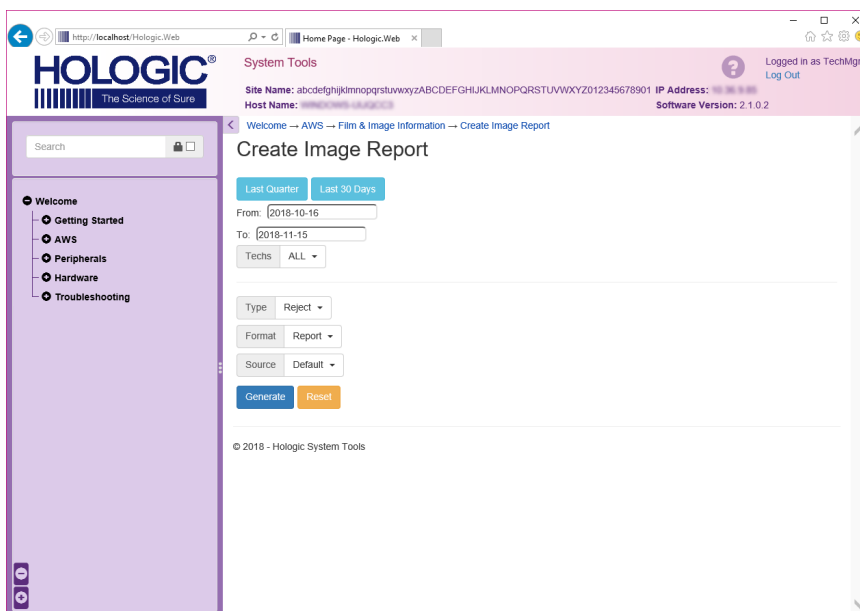 http://localhost/Hologic.Web
Home Page - Hologic.Web
HOLOGIC®
The Science of Sure
System Tools
Logged in as TechMgr
Log Out
Site Name: abcdefghijklmnopqrstuvwxyzABCDEFGHIJKLMNOPQRSTUVWXYZ012345678901 IP Address:
Host Name:
Software Version: 2.1.0.2
Welcome → AWS → Film & Image Information → Create Image Report
Search
Create Image Report
Last Quarter Last 30 Days
From: 2018-10-16
To: 2018-11-15
Techs ALL
Welcome
Getting Started
AWS
Peripherals
Hardware
Troubleshooting
Type Reject
Format Report
Source Default
Generate Reset
© 2018 - Hologic System Tools